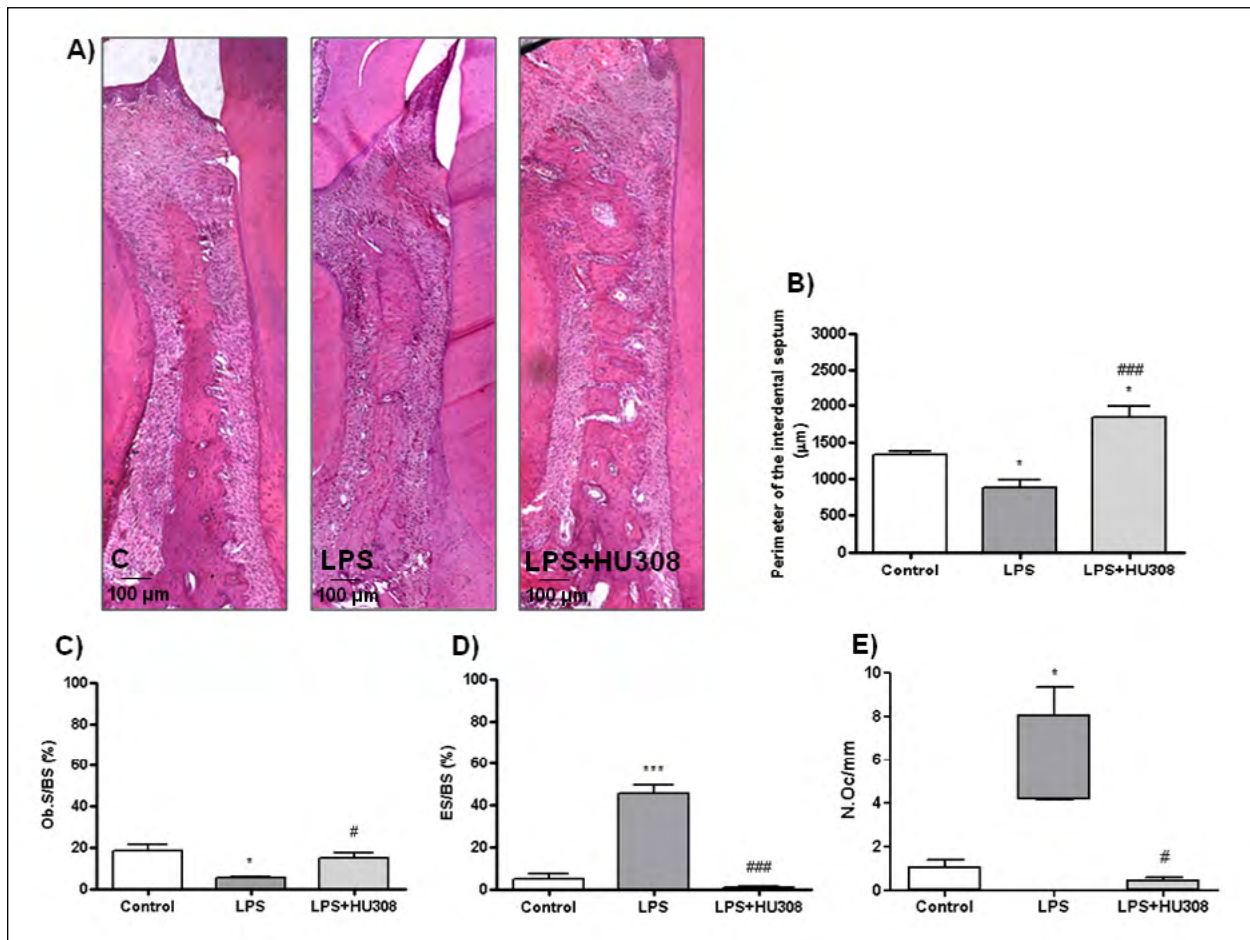 A)
C
100 µm
LPS
100 µm
LPS+HU308
100 µm
B)
Perimeter of the interdental septum
(µm)
3000
2500
2000
1500
1000
500
0
*
*
###
Control
LPS
LPS+HU308
C)
Ob.S/BS (%)
100
80
60
40
20
0
*
#
Control
LPS
LPS+HU308
D)
ES/BS (%)
100
80
60
40
20
0
***
###
Control
LPS
LPS+HU308
E)
N.Oc/mm
10
8
6
4
2
0
*
#
Control
LPS
LPS+HU308